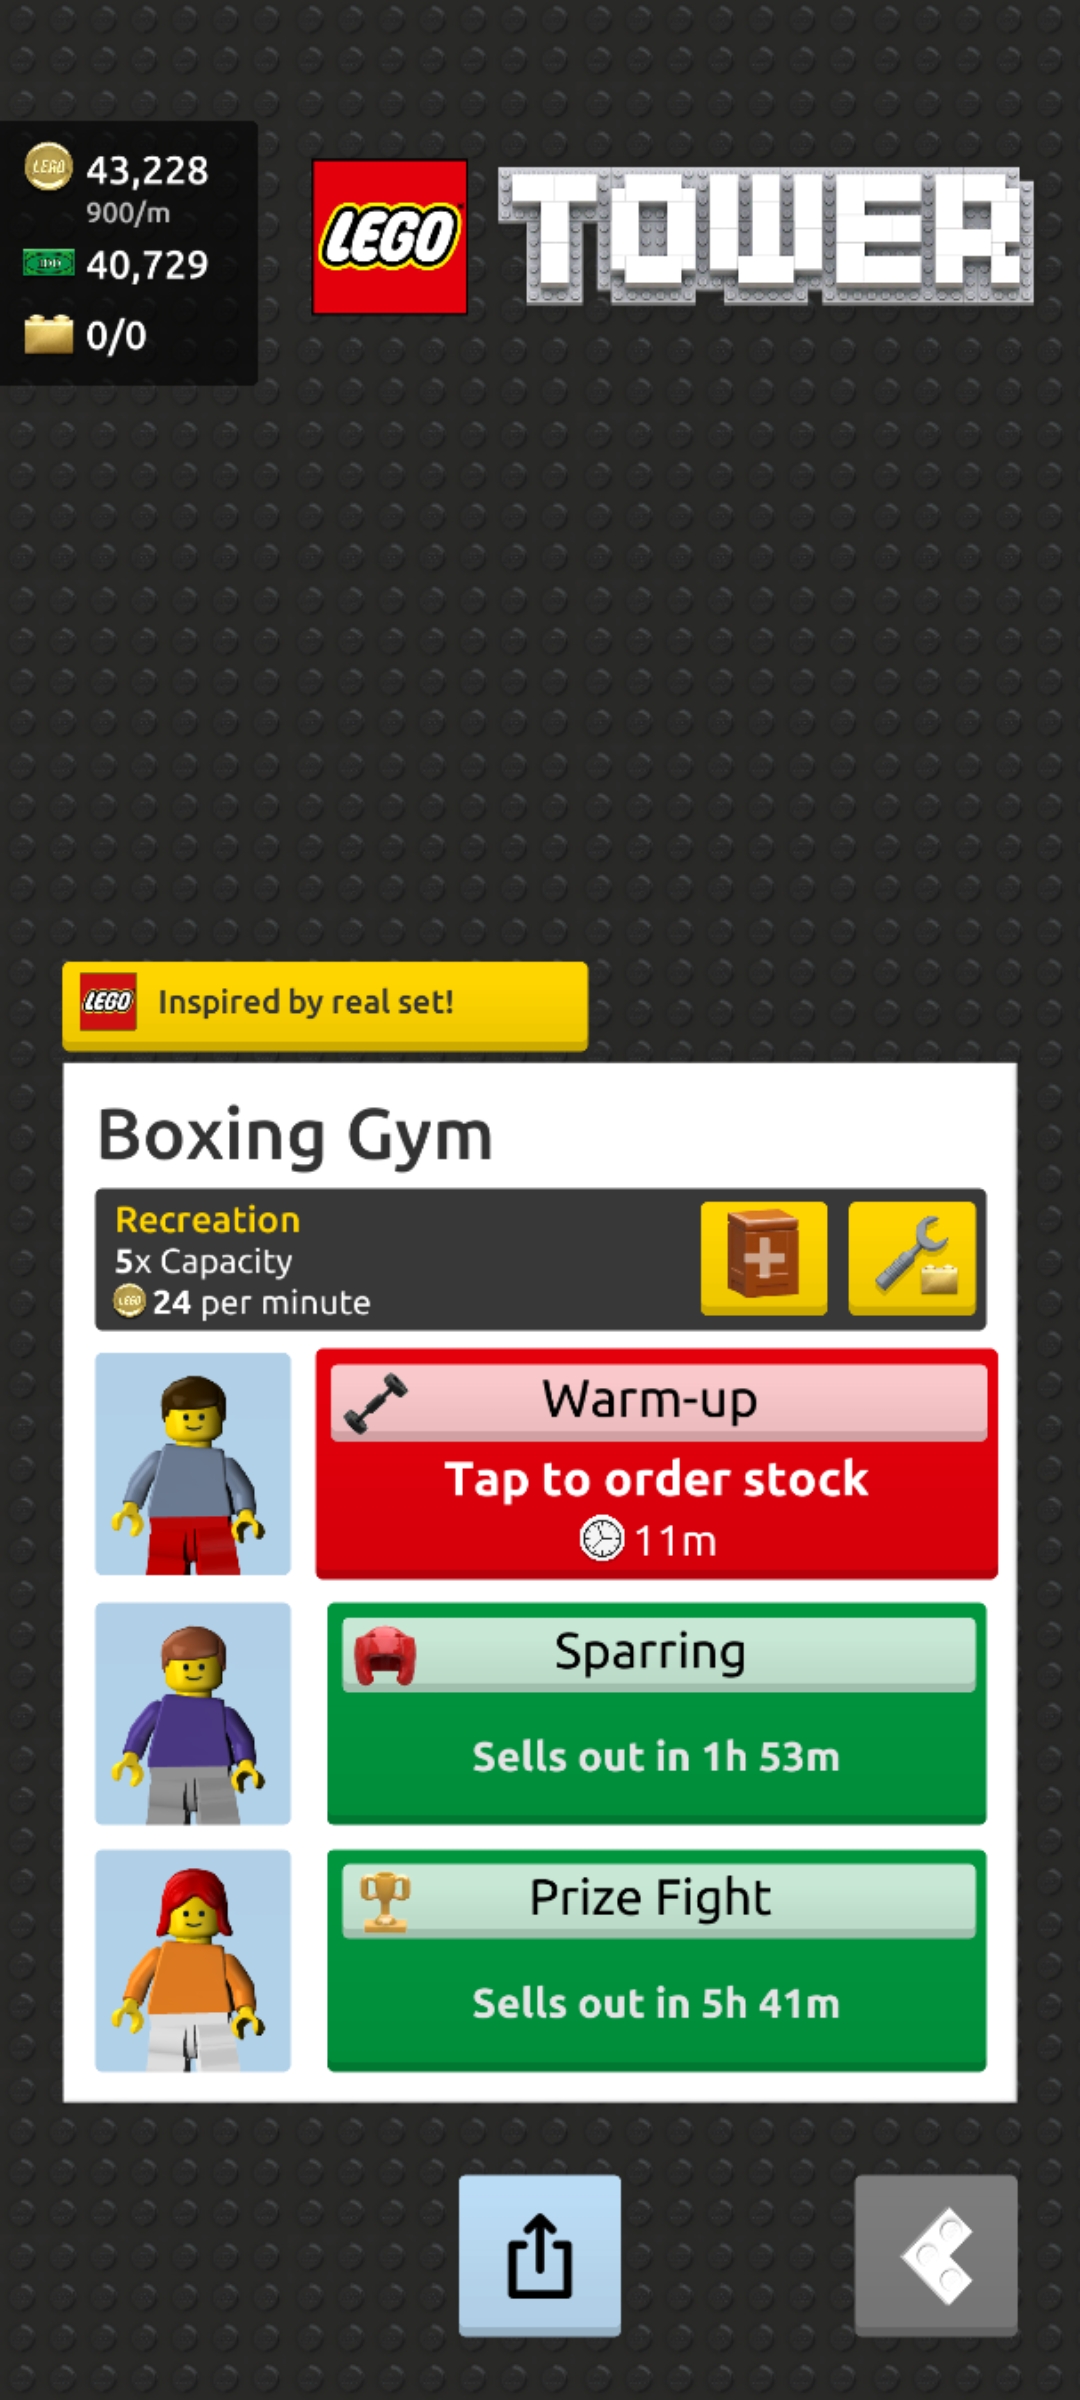 43,228
900/m
40,729
0/0
LEGO
TOWER
LEGO
Inspired by real set!
Boxing Gym
Recreation
5x Capacity
LEGO
24 per minute
Warm-up
Tap to order stock
11m
Sparring
Sells out in 1h 53m
Prize Fight
Sells out in 5h 41m